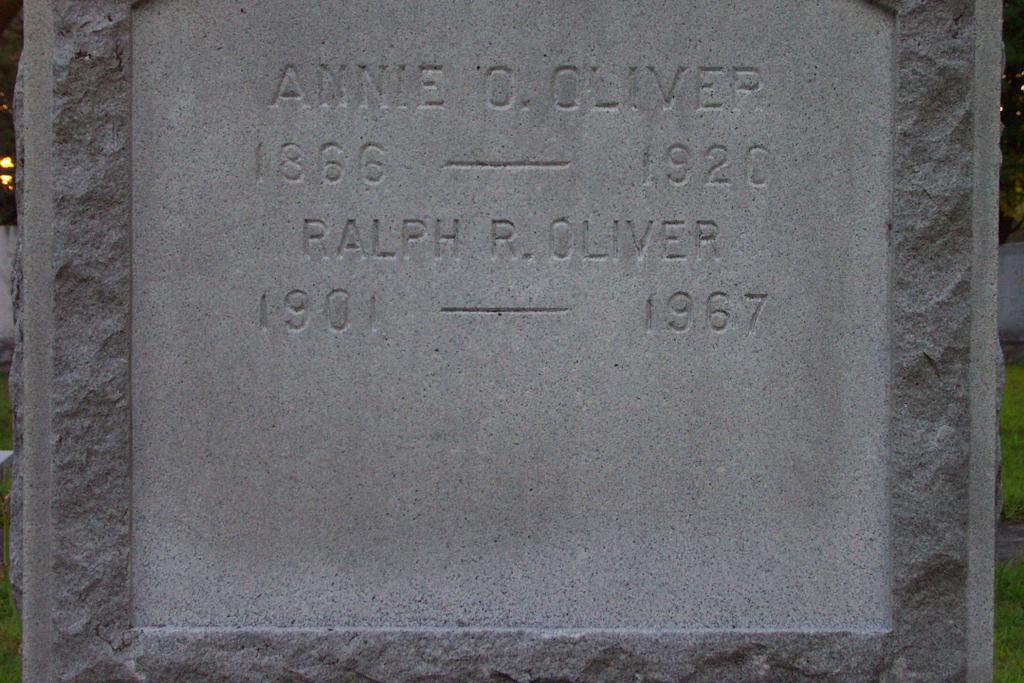 ANNIE O. OLIVER
1866 — 1920
RALPH R. OLIVER
1901 — 1967